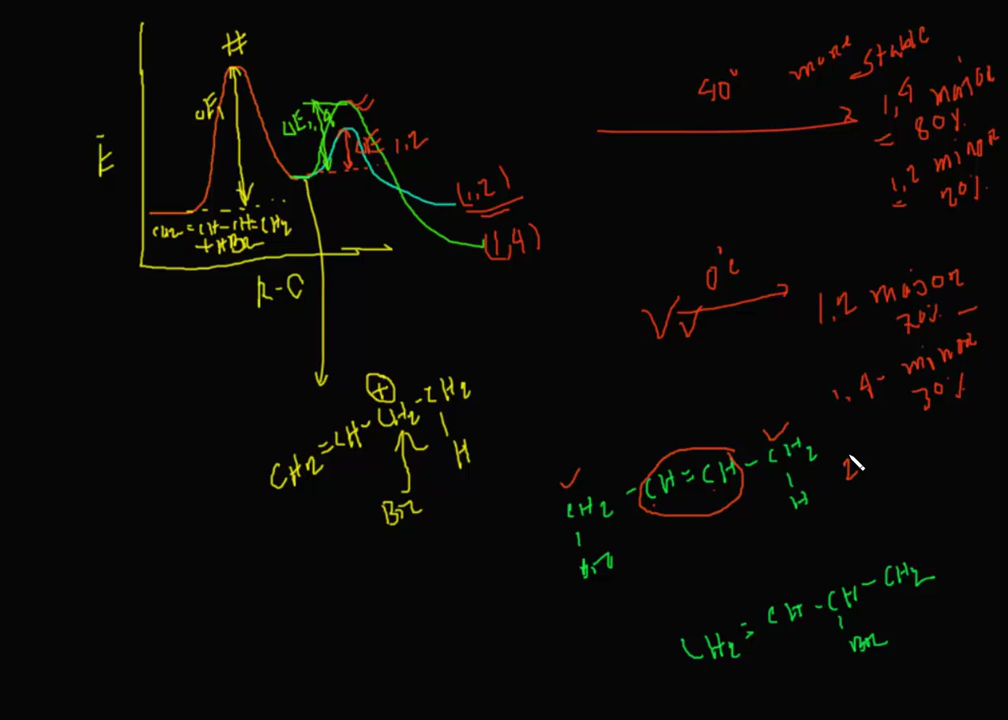 #
ΔE1
ΔE1,4
ΔE 1,2
E
(1,2)
(1,4)
CH2=CH-CH=CH2
+HBr
R-C
40°
more stable
1,4 major
= 80%
1,2 minor
= 20%
0°C
1,2 major
70%
1,4- minor
30%
+
CH2=CH-CH2-CH2
H
Br
CH2-CH=CH-CH2
Br
H
2
CH2=CH-CH-CH2
Br